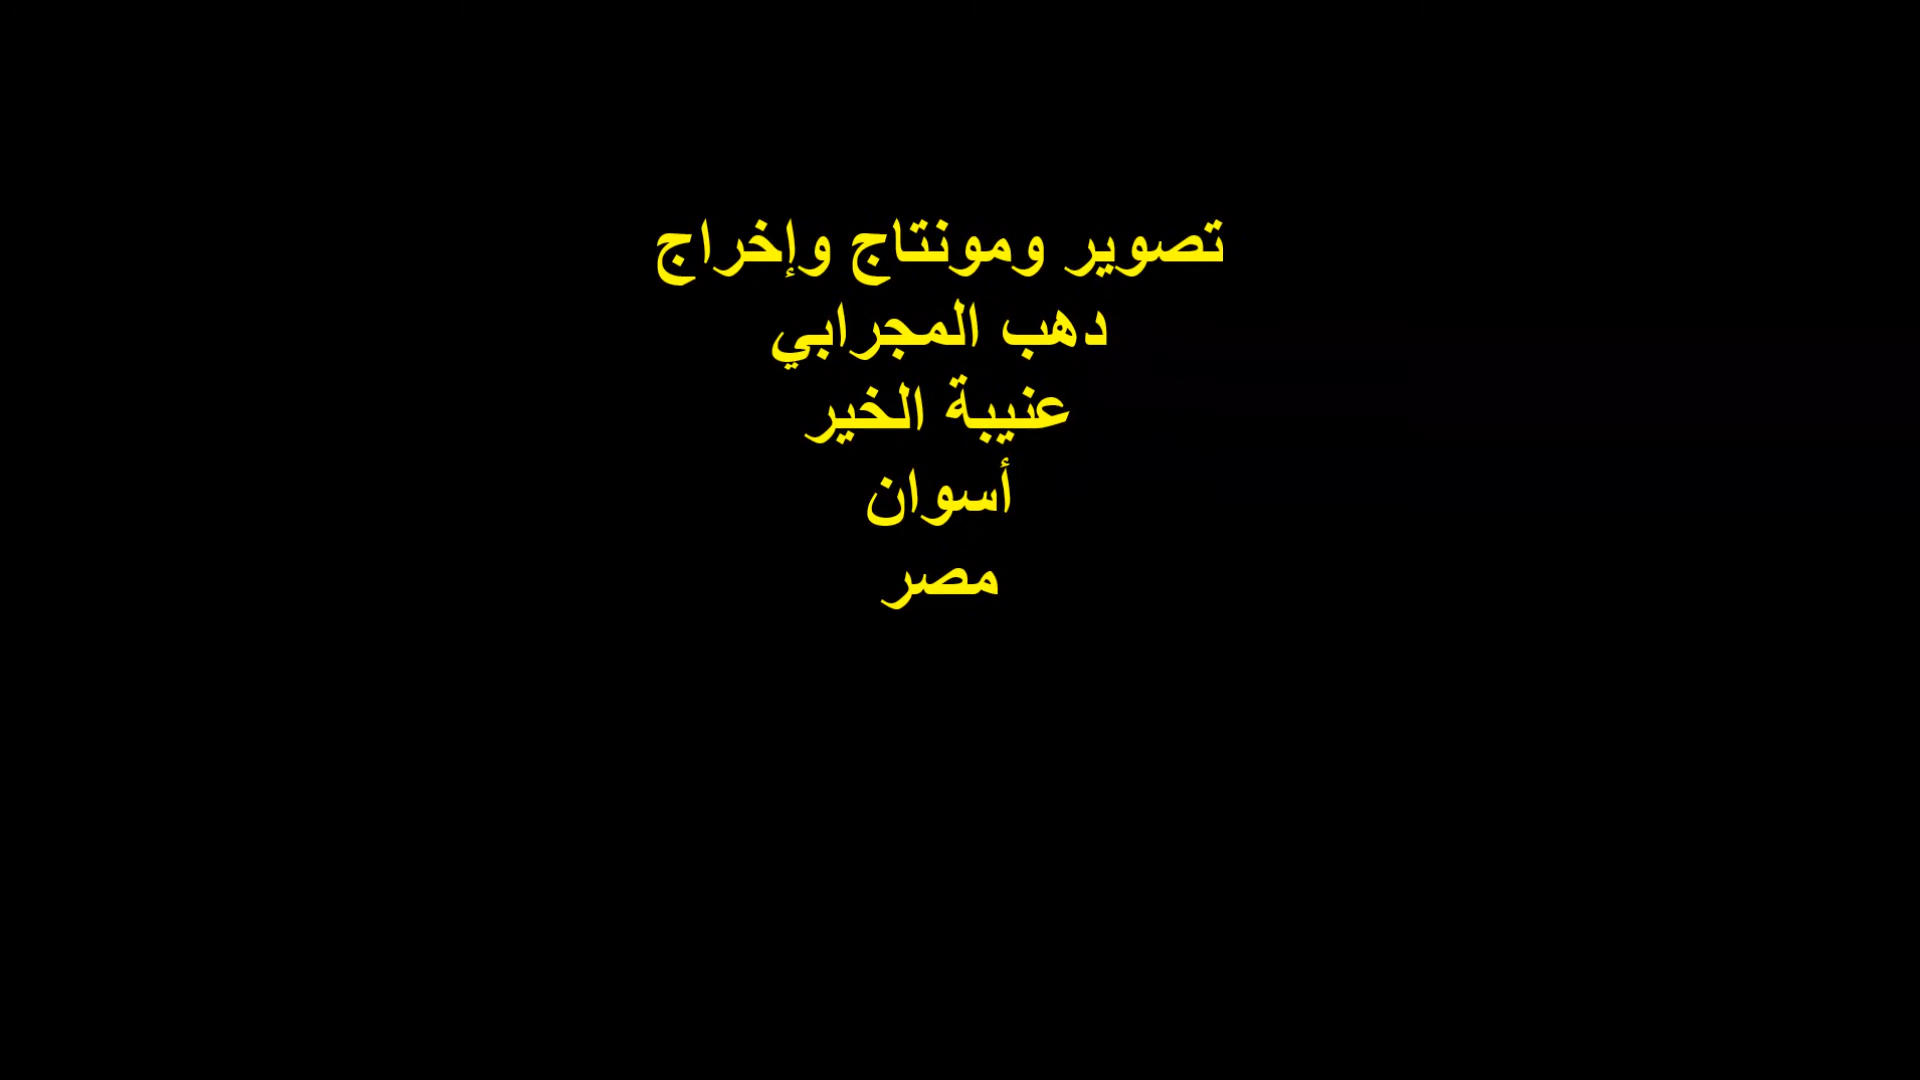 تصوير ومونتاج وإخراج
دهب المجرابي
عنيبة الخير
أسوان
مصر